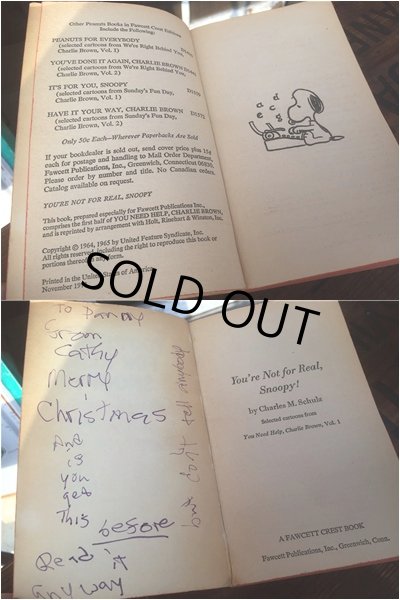 Other Peanuts Books in Fawcett Crest Editions
Include the Following:
PEANUTS FOR EVERYBODY
(selected cartoons from We're Right Behind You,
Charlie Brown, Vol. 1)
YOU'VE DONE IT AGAIN, CHARLIE BROWN
(selected cartoons from We're Right Behind You,
Charlie Brown, Vol. 2)
IT'S FOR YOU, SNOOPY
(selected cartoons from Sunday's Fun Day,
Charlie Brown, Vol. 1)
HAVE IT YOUR WAY, CHARLIE BROWN
(selected cartoons from Sunday's Fun Day,
Charlie Brown, Vol. 2)
Only 50c Each—Wherever Paperbacks Are Sold
If your bookdealer is sold out, send cover price plus 15¢
each for postage and handling to Mail Order Department,
Fawcett Publications, Inc., Greenwich, Connecticut 06830.
Please order by number and title. No Canadian orders.
Catalog available on request.
YOU'RE NOT FOR REAL, SNOOPY
This book, prepared especially for Fawcett Publications, Inc.,
comprises the first half of YOU NEED HELP, CHARLIE BROWN,
and is reprinted by arrangement with Holt, Rinehart & Winston, Inc.
Copyright © 1964, 1965 by United Feature Syndicate, Inc.
All rights reserved, including the right to reproduce this book or
portions thereof in any form.
Printed in the United States of America
November
SOLD OUT
To
From
Cathy
Merry
Christmas
And
is
you
get
This before
Read it
Any way
but don't tell anybody
You're Not for Real,
Snoopy!
by Charles M. Schulz
Selected cartoons from
You Need Help, Charlie Brown, Vol. 1
A FAWCETT CREST BOOK
Fawcett Publications, Inc., Greenwich, Conn.